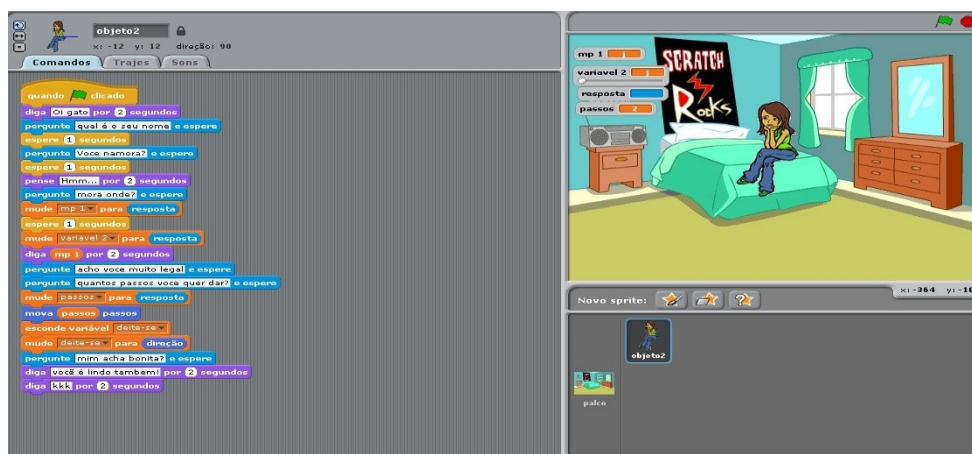 objeto2
x: -12 y: 12 direção: 90
Comandos Trajes Sons
quando clicado
diga Oi gato por 2 segundos
pergunte qual é o seu nome e espere
espere 1 segundos
pergunte Voce namora? e espere
espere 1 segundos
pense Hmm... por 2 segundos
pergunte mora onde? e espere
mude mp 1 para resposta
espere 1 segundos
mude variavel 2 para resposta
diga mp 1 por 2 segundos
pergunte acho voce muito legal e espere
pergunte quantos passos voce quer dar? e espere
mude passos para resposta
mova passos passos
esconde variável deite-se
mude deite-se para direção
pergunte mim acha bonita? e espere
diga você é lindo tambem! por 2 segundos
diga kkk por 2 segundos
mp 1
variavel 2
resposta
passos 2
SCRATCH
Rocks
x: -364 y: -10
Novo sprite:
objeto2
palco